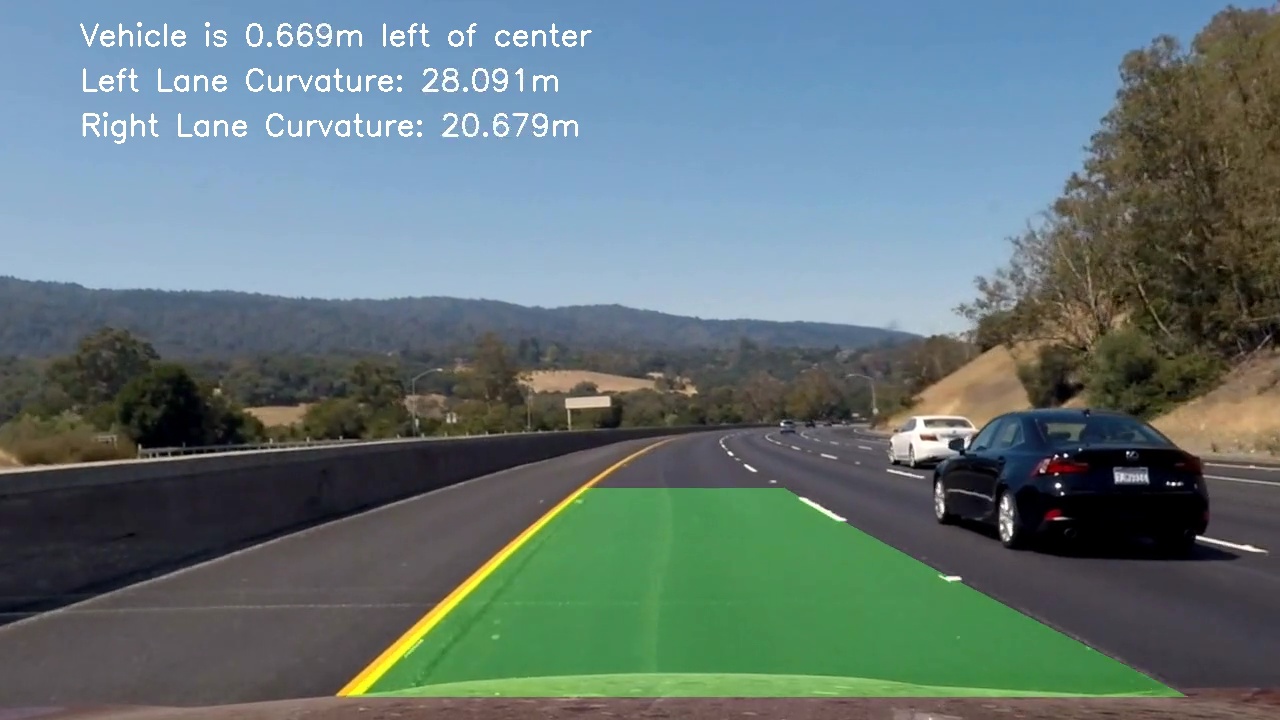 Vehicle is 0.669m left of center
Left Lane Curvature: 28.091m
Right Lane Curvature: 20.679m